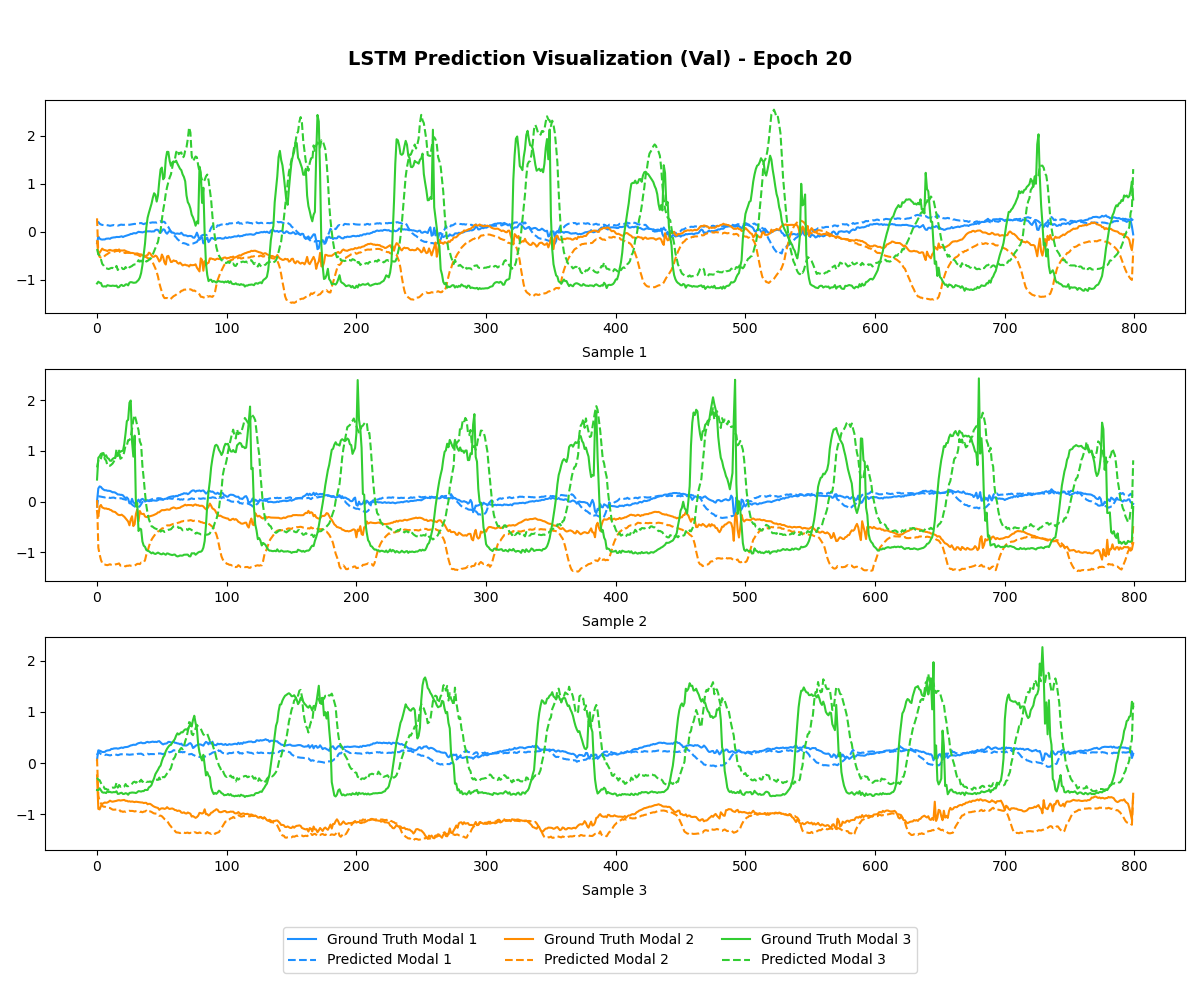 LSTM Prediction Visualization (Val) - Epoch 20
2
1
0
−1
0 100 200 300 400 500 600 700 800
Sample 1
2
1
0
−1
0 100 200 300 400 500 600 700 800
Sample 2
2
1
0
−1
0 100 200 300 400 500 600 700 800
Sample 3
Ground Truth Modal 1 Ground Truth Modal 2 Ground Truth Modal 3
Predicted Modal 1 Predicted Modal 2 Predicted Modal 3